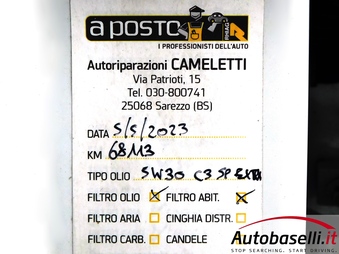 a posto
I PROFESSIONISTI DELL'AUTO
Autoriparazioni CAMELETTI
Via Patrioti, 15
Tel. 030-800741
25068 Sarezzo (BS)
DATA 5/5/2023
KM 68113
TIPO OLIO 5W30 C3 SP EXTRA
FILTRO OLIO FILTRO ABIT.
FILTRO ARIA CINGHIA DISTR.
FILTRO CARB. CANDELE
Autobaselli.it
STOP SEARCHING. START DRIVING.